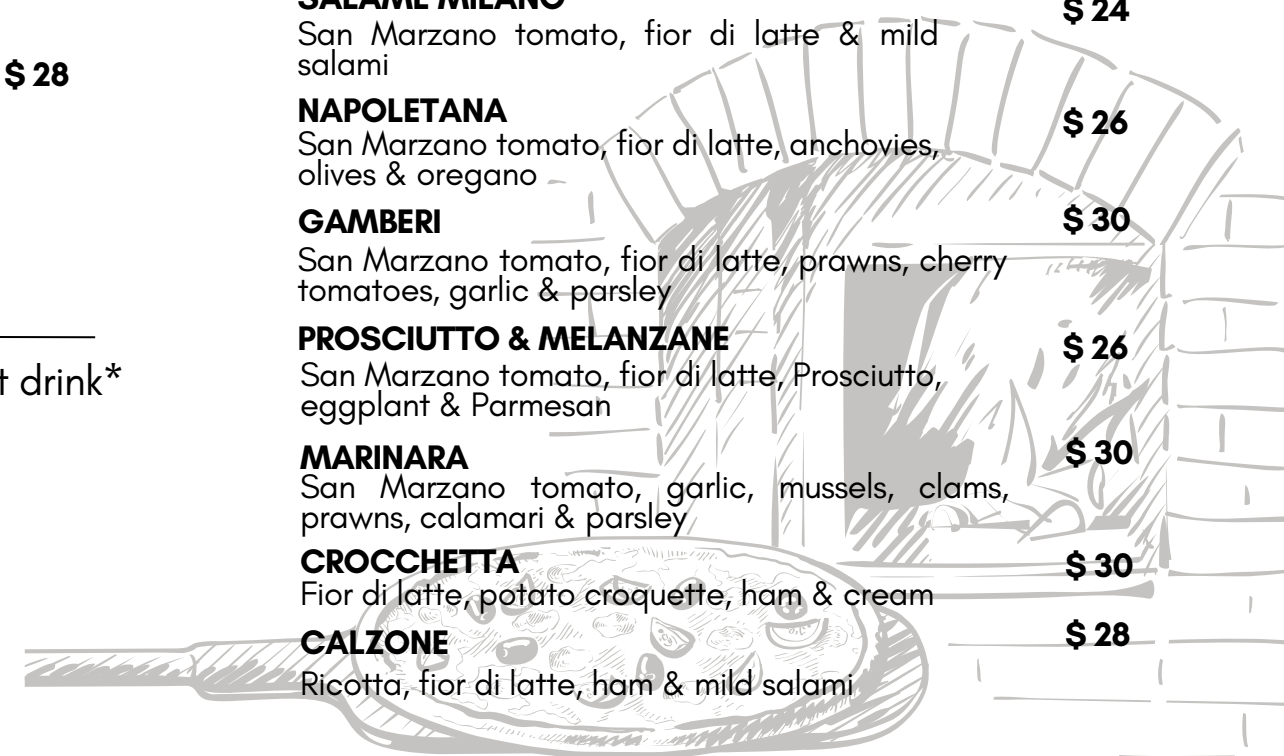 $ 28
t drink*
SALAME MILANO
$ 24
San Marzano tomato, fior di latte & mild
salami
NAPOLETANA
$ 26
San Marzano tomato, fior di latte, anchovies,
olives & oregano
GAMBERI
$ 30
San Marzano tomato, fior di latte, prawns, cherry
tomatoes, garlic & parsley
PROSCIUTTO & MELANZANE
$ 26
San Marzano tomato, fior di latte, Prosciutto,
eggplant & Parmesan
MARINARA
$ 30
San Marzano tomato, garlic, mussels, clams,
prawns, calamari & parsley
CROCCHETTA
$ 30
Fior di latte, potato croquette, ham & cream
CALZONE
$ 28
Ricotta, fior di latte, ham & mild salami